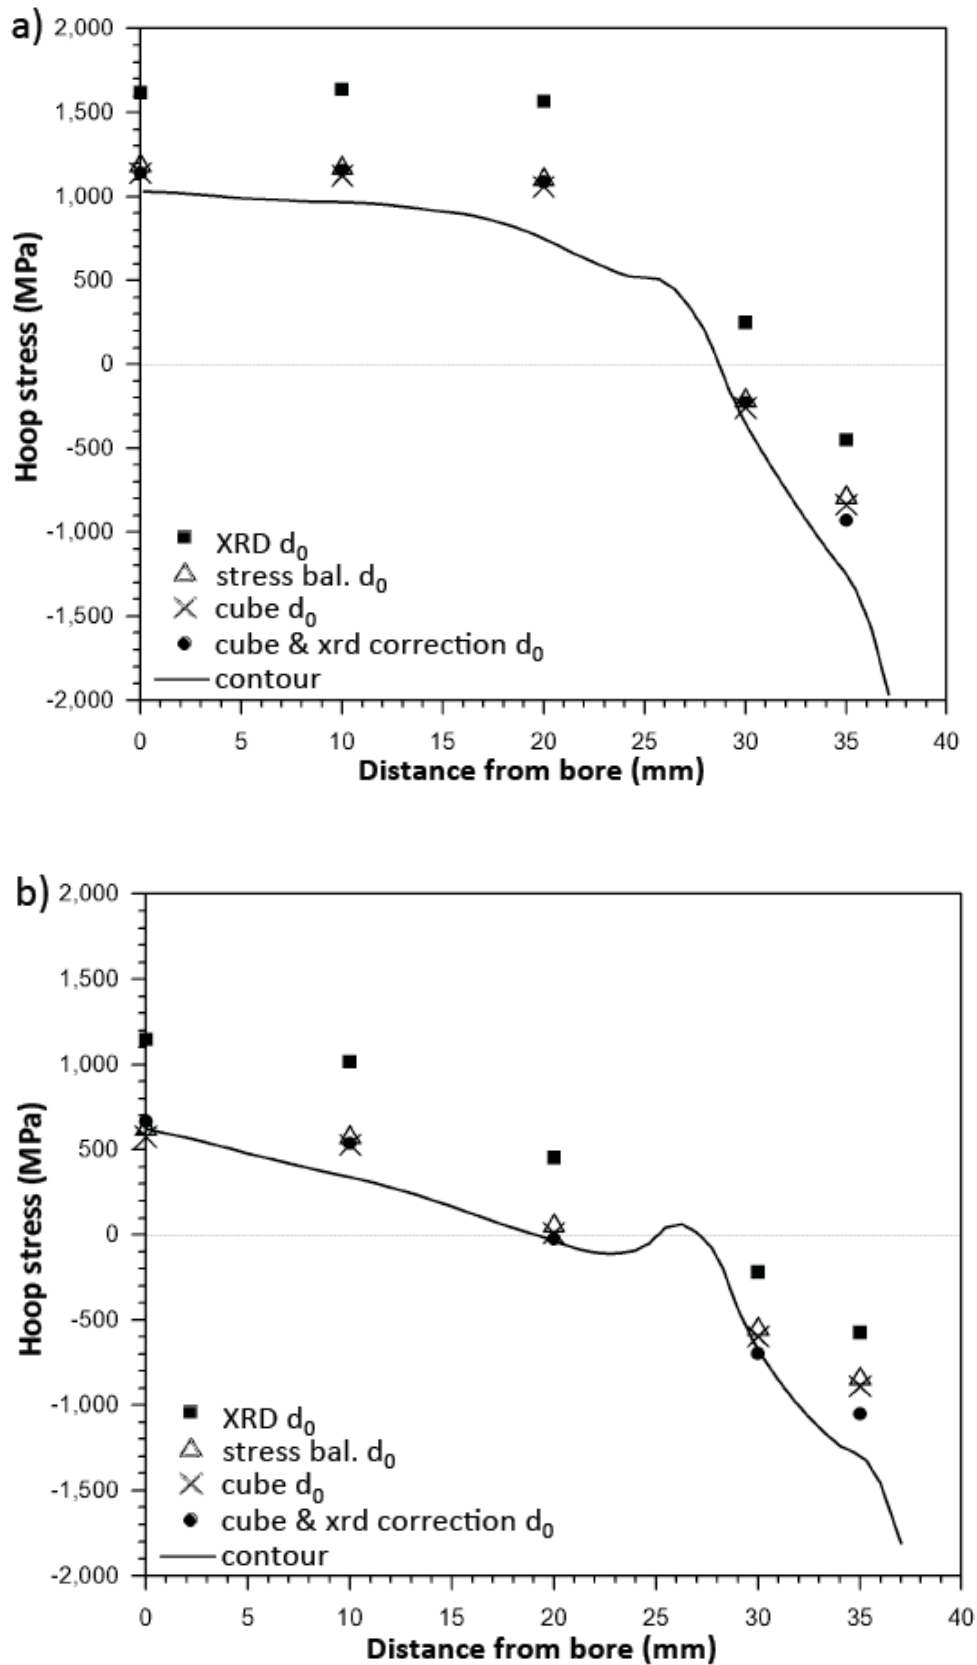 a)
2,000
1,500
1,000
500
0
-500
-1,000
-1,500
-2,000
Hoop stress (MPa)
XRD d0
stress bal. d0
cube d0
cube & xrd correction d0
contour
0 5 10 15 20 25 30 35 40
Distance from bore (mm)
b)
2,000
1,500
1,000
500
0
-500
-1,000
-1,500
-2,000
Hoop stress (MPa)
XRD d0
stress bal. d0
cube d0
cube & xrd correction d0
contour
0 5 10 15 20 25 30 35 40
Distance from bore (mm)